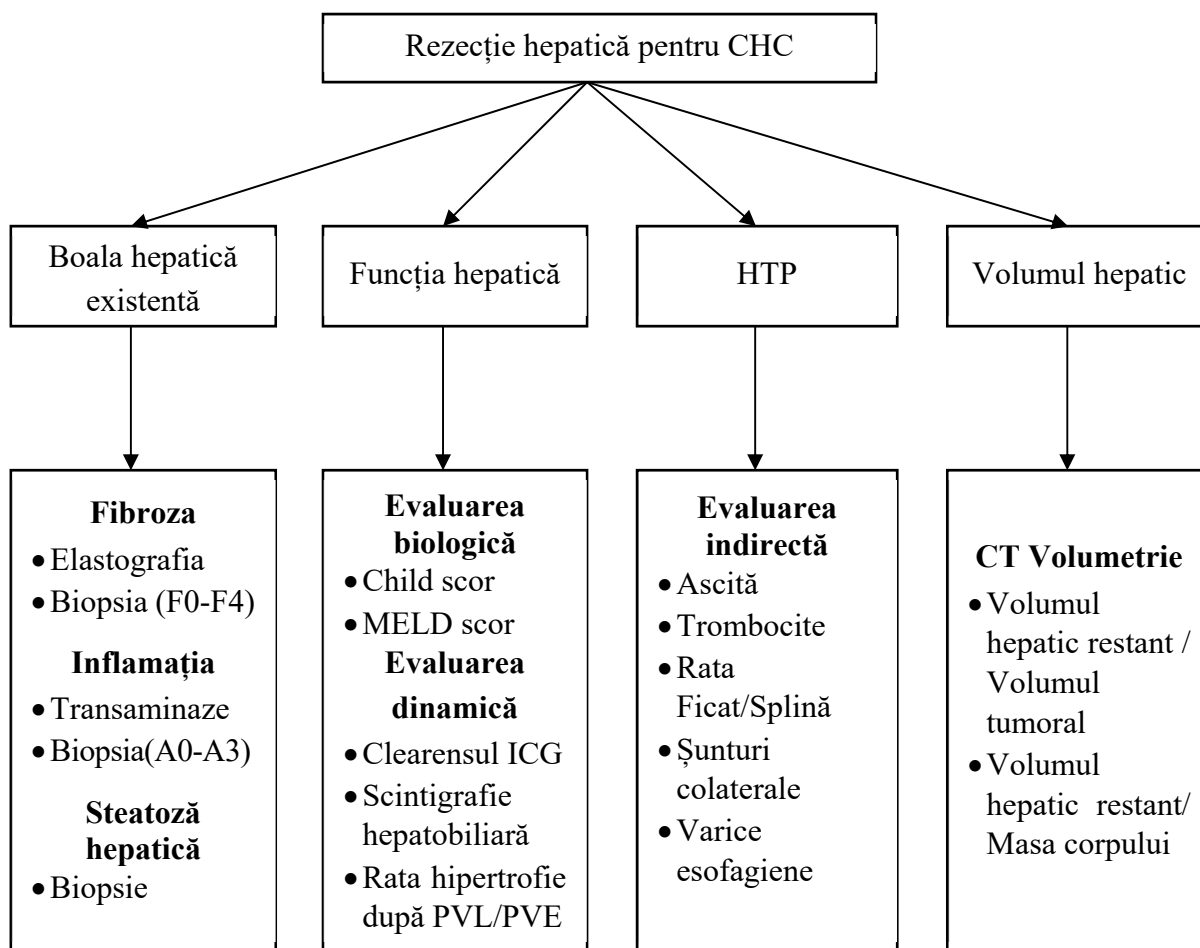 Rezecție hepatică pentru CHC
Boala hepatică
existentă
Funcția hepatică
HTP
Volumul hepatic
Fibroza
• Elastografia
• Biopsia (F0-F4)
Inflamația
• Transaminaze
• Biopsia(A0-A3)
Steatoză
hepatică
• Biopsie
Evaluarea
biologică
• Child scor
• MELD scor
Evaluarea
dinamică
• Clearensul ICG
• Scintigrafie
hepatobiliară
• Rata hipertrofie
după PVL/PVE
Evaluarea
indirectă
• Ascită
• Trombocite
• Rata
Ficat/Splină
• Șunturi
colaterale
• Varice
esofagiene
CT Volumetrie
• Volumul
hepatic restant /
Volumul
tumoral
• Volumul
hepatic restant/
Masa corpului